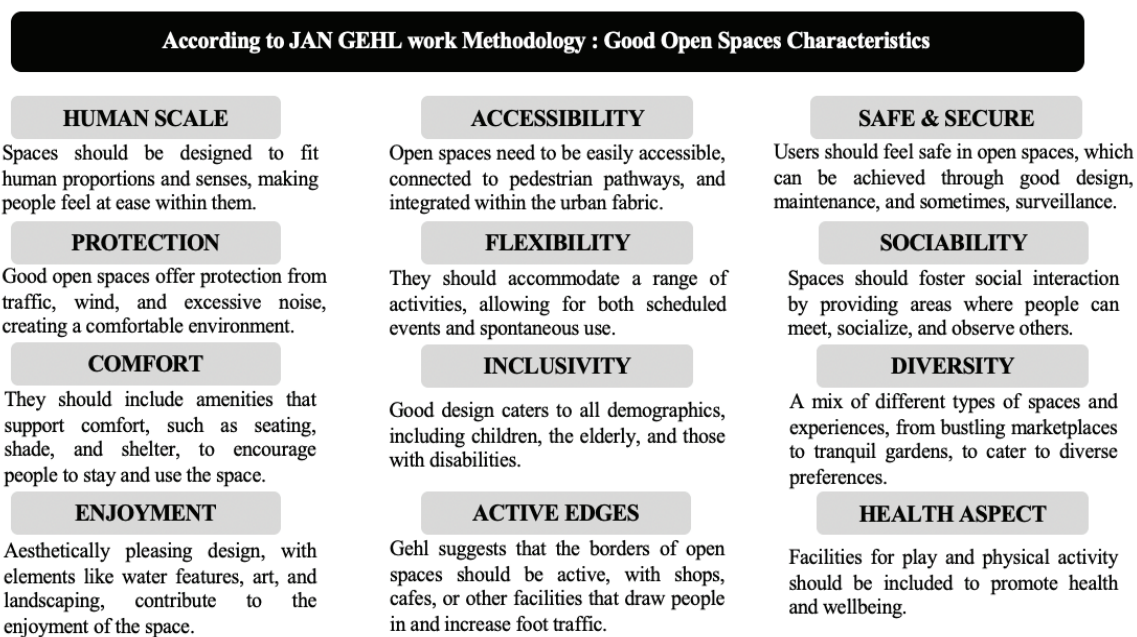 According to JAN GEHL work Methodology : Good Open Spaces Characteristics
HUMAN SCALE
Spaces should be designed to fit
human proportions and senses, making
people feel at ease within them.
ACCESSIBILITY
Open spaces need to be easily accessible,
connected to pedestrian pathways, and
integrated within the urban fabric.
SAFE & SECURE
Users should feel safe in open spaces, which
can be achieved through good design,
maintenance, and sometimes, surveillance.
PROTECTION
Good open spaces offer protection from
traffic, wind, and excessive noise,
creating a comfortable environment.
FLEXIBILITY
They should accommodate a range of
activities, allowing for both scheduled
events and spontaneous use.
SOCIABILITY
Spaces should foster social interaction
by providing areas where people can
meet, socialize, and observe others.
COMFORT
They should include amenities that
support comfort, such as seating,
shade, and shelter, to encourage
people to stay and use the space.
INCLUSIVITY
Good design caters to all demographics,
including children, the elderly, and those
with disabilities.
DIVERSITY
A mix of different types of spaces and
experiences, from bustling marketplaces
to tranquil gardens, to cater to diverse
preferences.
ENJOYMENT
Aesthetically pleasing design, with
elements like water features, art, and
landscaping, contribute to the
enjoyment of the space.
ACTIVE EDGES
Gehl suggests that the borders of open
spaces should be active, with shops,
cafes, or other facilities that draw people
in and increase foot traffic.
HEALTH ASPECT
Facilities for play and physical activity
should be included to promote health
and wellbeing.